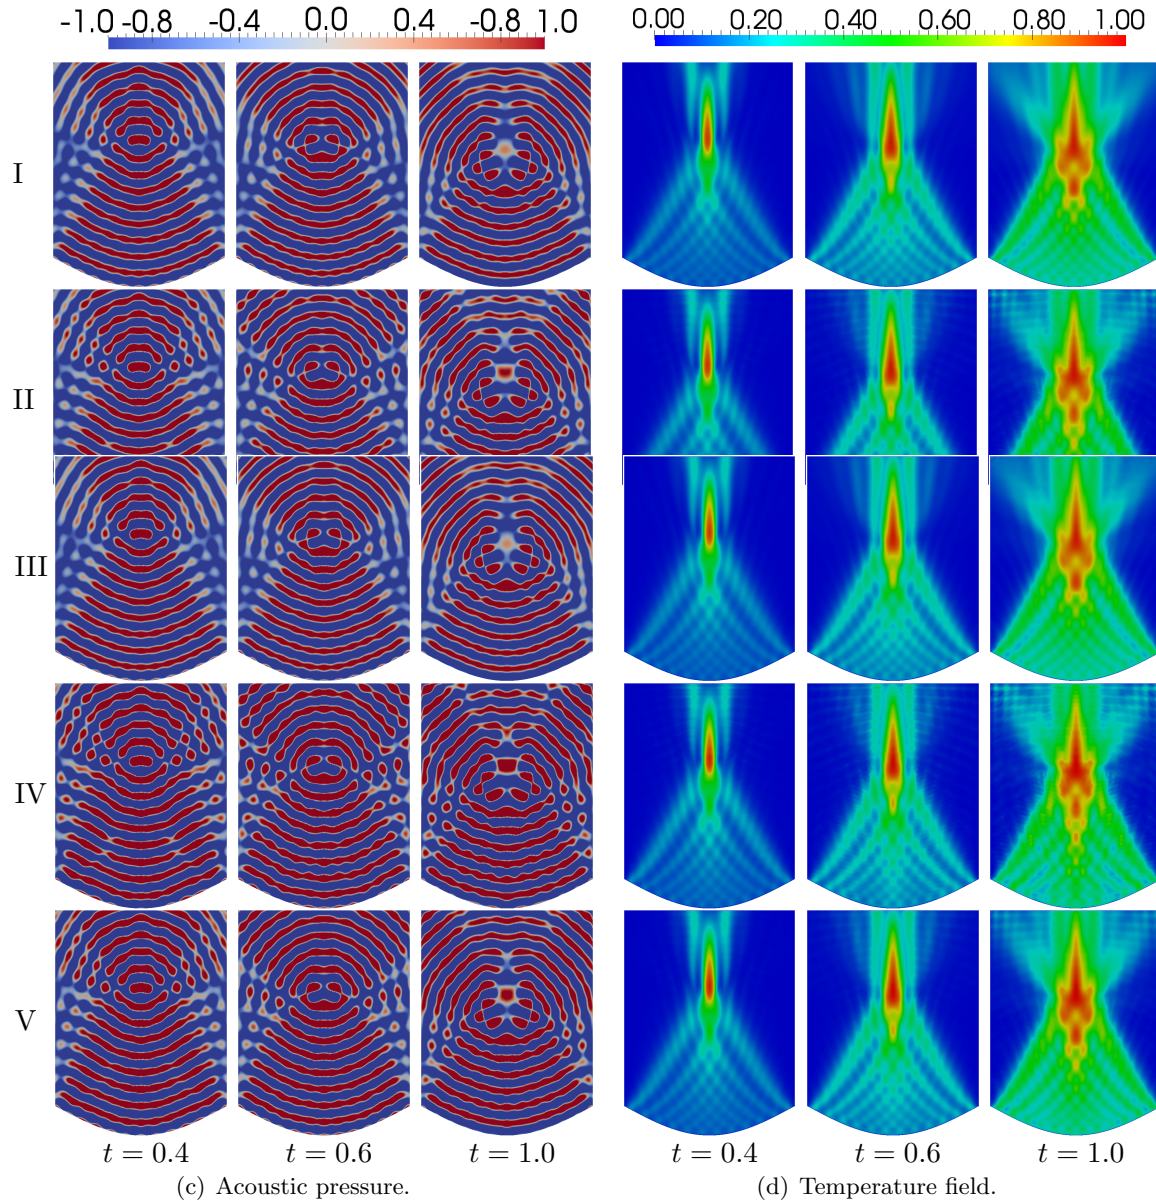 -1.0 -0.8 -0.4 0.0 0.4 -0.8 1.0
0.00 0.20 0.40 0.60 0.80 1.00
I
II
III
IV
V
t = 0.4 t = 0.6 t = 1.0 t = 0.4 t = 0.6 t = 1.0
(c) Acoustic pressure. (d) Temperature field.